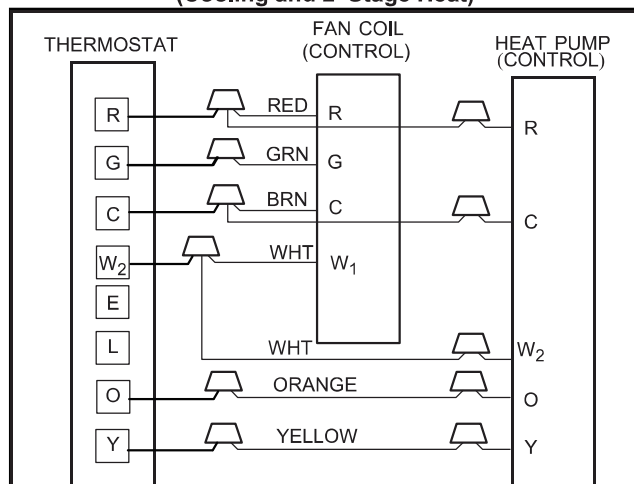 (Cooling and 2 Stage Heat)
THERMOSTAT
FAN COIL
(CONTROL)
HEAT PUMP
(CONTROL)
R
RED
R
R
G
GRN
G
C
BRN
C
C
W₂
WHT
W₁
E
L
WHT
W₂
O
ORANGE
O
Y
YELLOW
Y